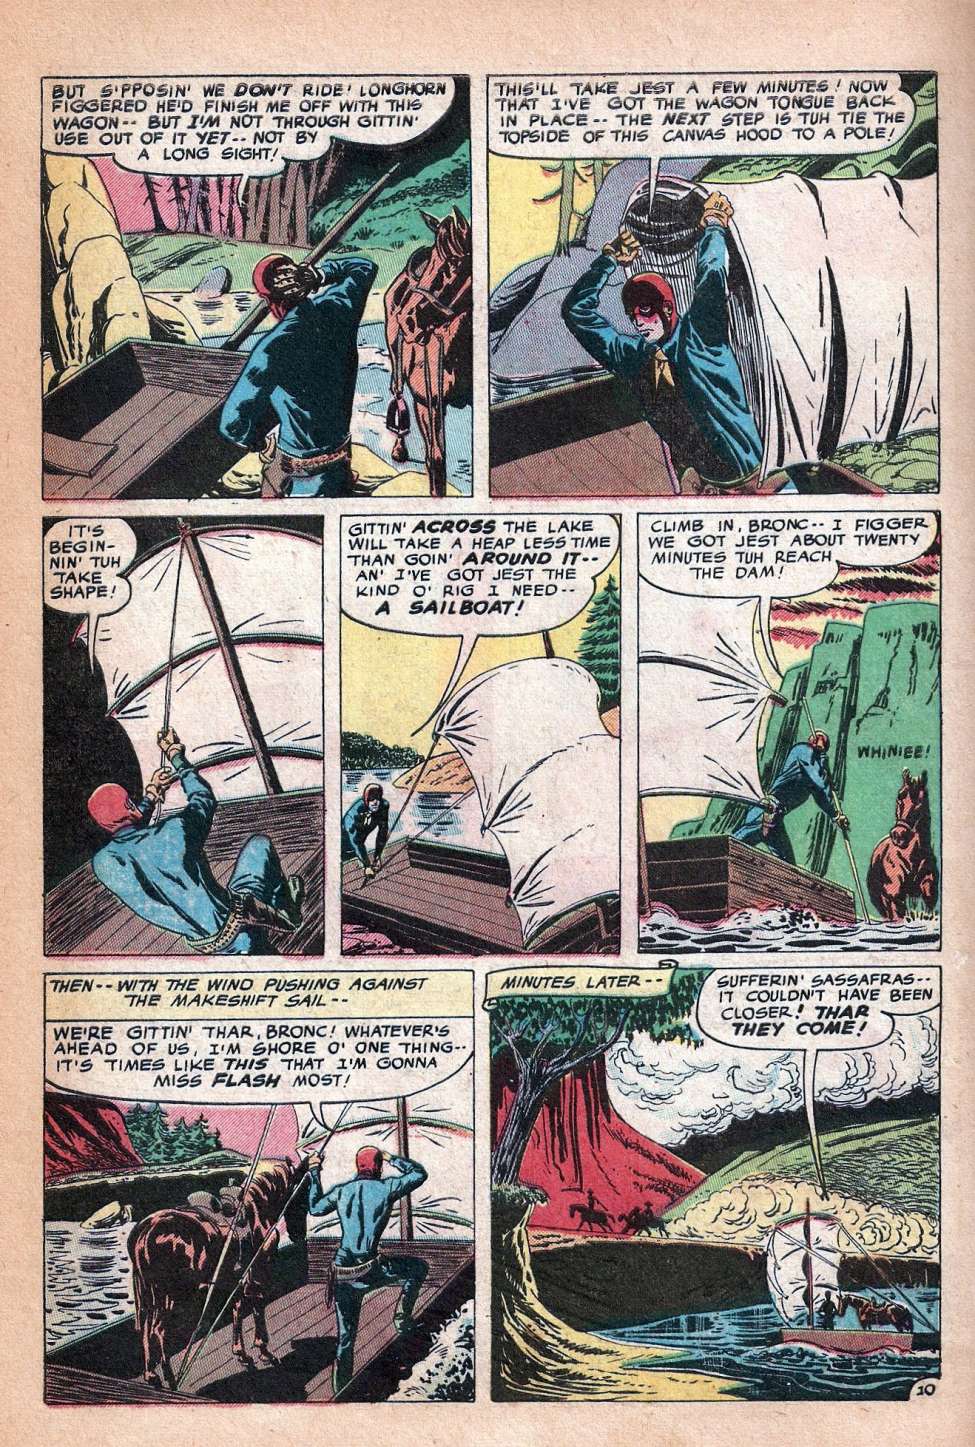 BUT S'POSIN' WE DON'T RIDE! LONGHORN
FIGGERED HE'D FINISH ME OFF WITH THIS
WAGON-- BUT I'M NOT THROUGH GITTIN'
USE OUT OF IT YET-- NOT BY
A LONG SIGHT!
THIS'LL TAKE JEST A FEW MINUTES! NOW
THAT I'VE GOT THE WAGON TONGUE BACK
IN PLACE-- THE NEXT STEP IS TUH TIE THE
TOPSIDE OF THIS CANVAS HOOD TO A POLE!
IT'S
BEGIN-
NIN' TUH
TAKE
SHAPE!
GITTIN' ACROSS THE LAKE
WILL TAKE A HEAP LESS TIME
THAN GOIN' AROUND IT--
AN' I'VE GOT JEST THE
KIND O' RIG I NEED--
A SAILBOAT!
CLIMB IN, BRONC-- I FIGGER
WE GOT JEST ABOUT TWENTY
MINUTES TUH REACH
THE DAM!
WHINIEE!
THEN-- WITH THE WIND PUSHING AGAINST
THE MAKESHIFT SAIL--
WE'RE GITTIN' THAR, BRONC! WHATEVER'S
AHEAD OF US, I'M SHORE O' ONE THING--
IT'S TIMES LIKE THIS THAT I'M GONNA
MISS FLASH MOST!
MINUTES LATER--
SUFFERIN' SASSAFRAS--
IT COULDN'T HAVE BEEN
CLOSER! THAR
THEY COME!
10